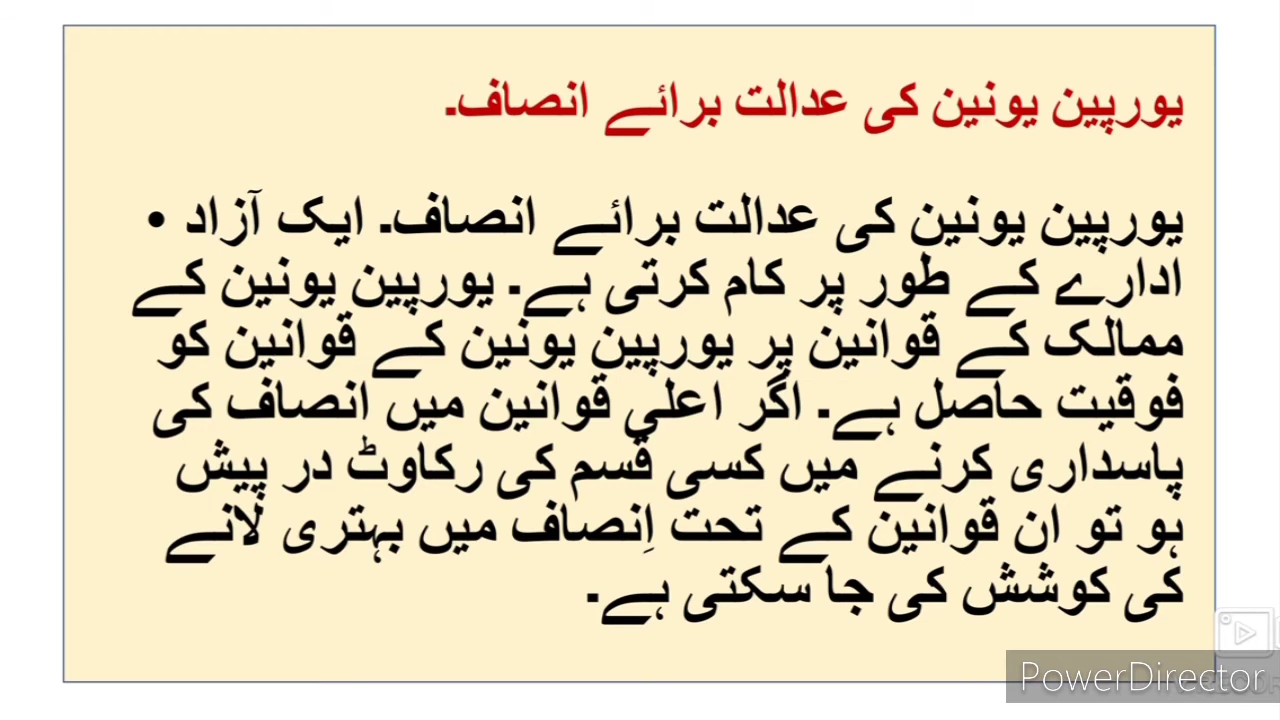 یورپین یونین کی عدالت برائے انصاف۔
یورپین یونین کی عدالت برائے انصاف۔ ایک آزاد •
ادارے کے طور پر کام کرتی ہے۔ یورپین یونین کے
ممالک کے قوانین پر یورپین یونین کے قوانین کو
فوقیت حاصل ہے۔ اگر اعلی قوانین میں انصاف کی
پاسداری کرنے میں کسی قسم کی رکاوٹ در پیش
ہو تو ان قوانین کے تحت اِنصاف میں بہتری لانے
کی کوشش کی جا سکتی ہے۔
PowerDirector